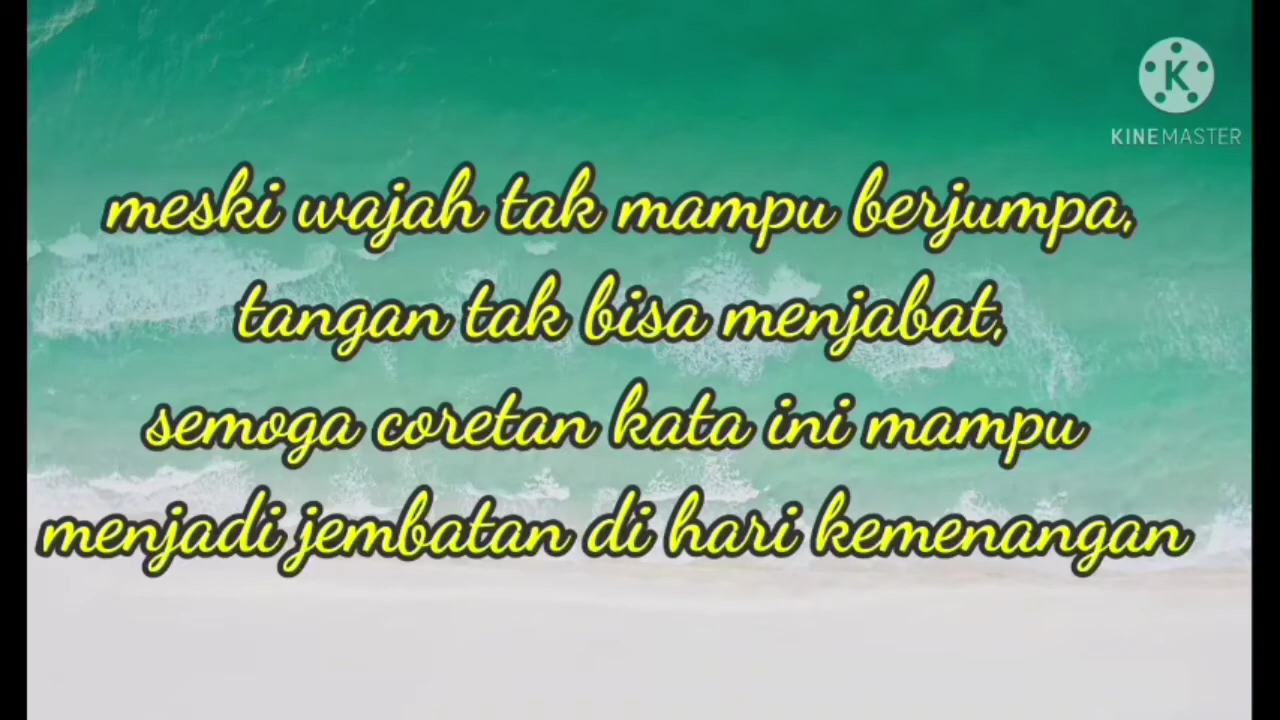 K
KINEMASTER
meski wajah tak mampu berjumpa,
tangan tak bisa menjabat,
semoga coretan kata ini mampu
menjadi jembatan di hari kemenangan